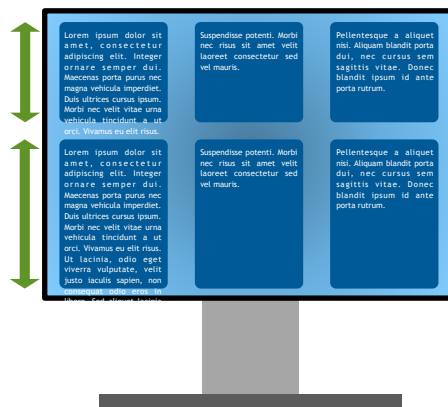 Lorem ipsum dolor sit
amet, consectetur
adipiscing elit. Integer
ornare semper dui.
Maecenas porta purus nec
magna vehicula imperdiet.
Duis ultrices cursus ipsum.
Morbi nec velit vitae urna
vehicula tincidunt a ut
orci. Vivamus eu elit risus.
Suspendisse potenti. Morbi
nec risus sit amet velit
laoreet consectetur sed
vel mauris.
Pellentesque a aliquet
nisi. Aliquam blandit porta
dui, nec cursus sem
sagittis vitae. Donec
blandit ipsum id ante
porta rutrum.
Lorem ipsum dolor sit
amet, consectetur
adipiscing elit. Integer
ornare semper dui.
Maecenas porta purus nec
magna vehicula imperdiet.
Duis ultrices cursus ipsum.
Morbi nec velit vitae urna
vehicula tincidunt a ut
orci. Vivamus eu elit risus.
Ut lacinia, odio eget
viverra vulputate, velit
justo iaculis sapien, non
consequat odio eros in
libero. Sed aliquet lacinia
Suspendisse potenti. Morbi
nec risus sit amet velit
laoreet consectetur sed
vel mauris.
Pellentesque a aliquet
nisi. Aliquam blandit porta
dui, nec cursus sem
sagittis vitae. Donec
blandit ipsum id ante
porta rutrum.